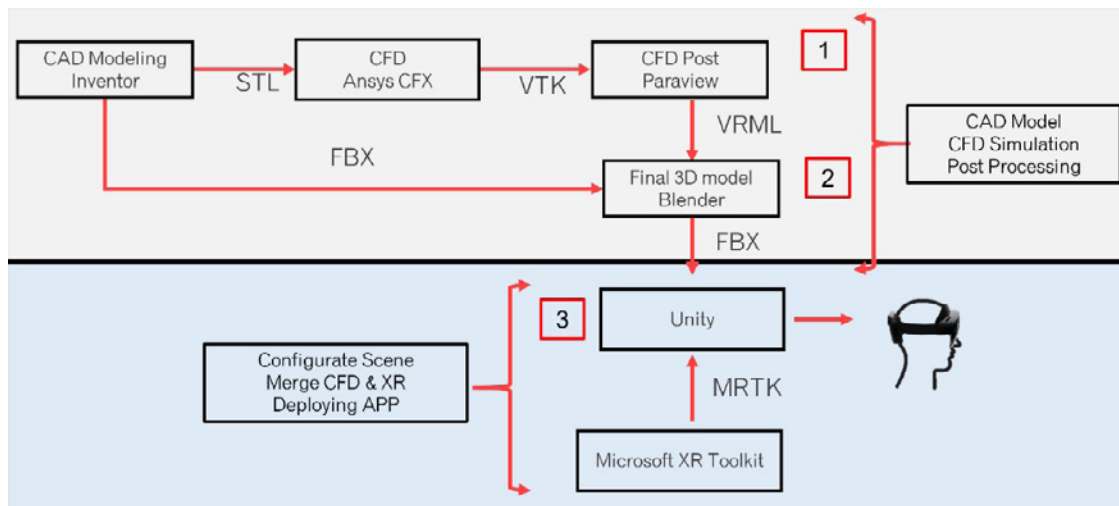 CAD Modeling
Inventor
STL
CFD
Ansys CFX
VTK
CFD Post
Paraview
1
VRML
CAD Model
CFD Simulation
Post Processing
FBX
Final 3D model
Blender
2
FBX
3
Unity
Configurate Scene
Merge CFD & XR
Deploying APP
MRTK
Microsoft XR Toolkit